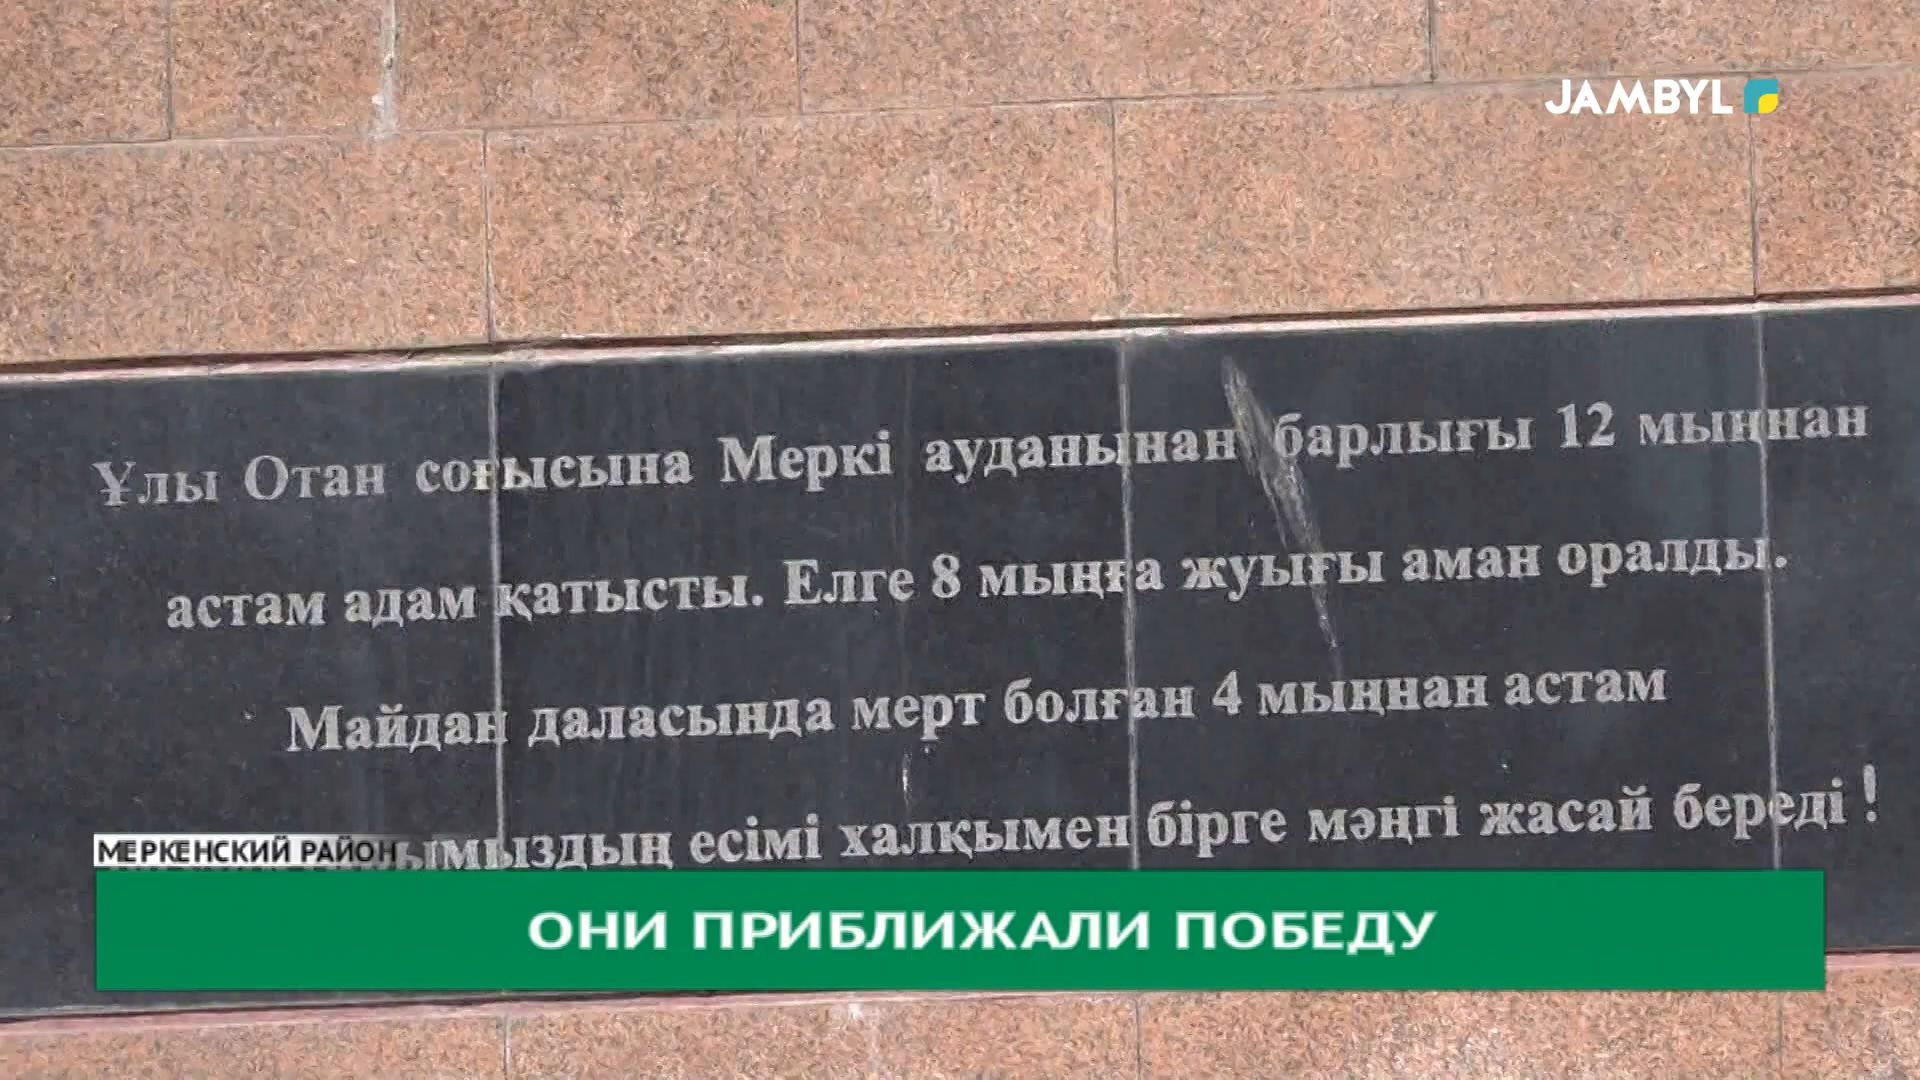 JAMBYL
Ұлы Отан соғысына Меркі ауданынан барлығы 12 мыңнан
астам адам қатысты. Елге 8 мыңға жуығы аман оралды.
Майдан даласында мерт болған 4 мыңнан астам
есімі халқымен бірге мәңгі жасай береді !
МЕРКЕНСКИЙ РАЙОН
ОНИ ПРИБЛИЖАЛИ ПОБЕДУ